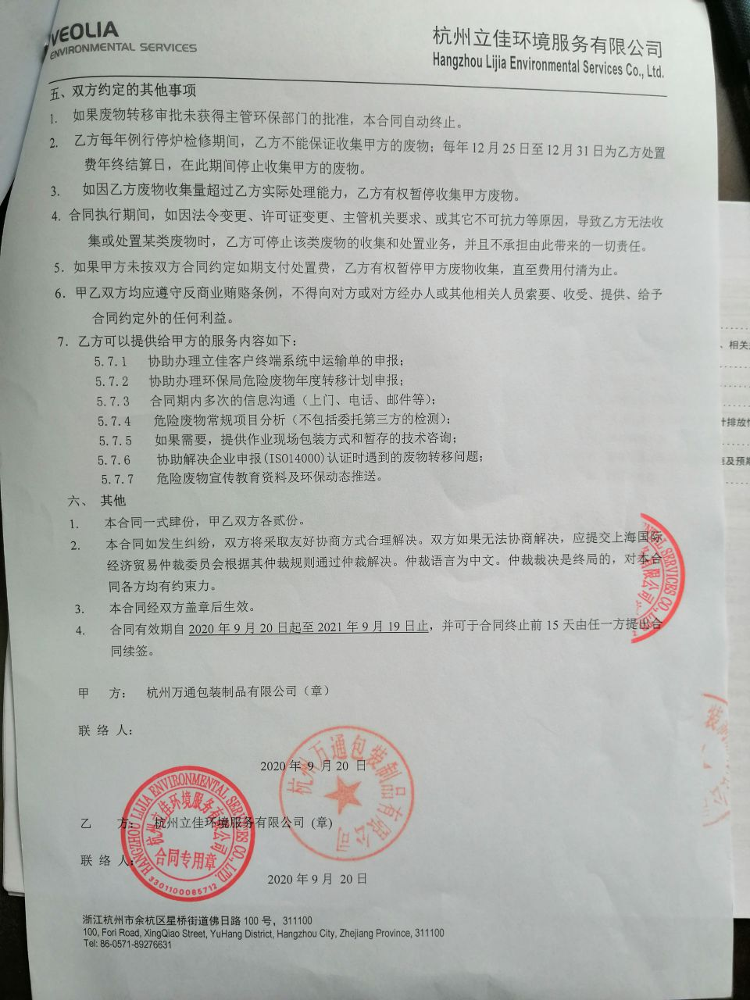 VEOLIA
ENVIRONMENTAL SERVICES
杭州立佳环境服务有限公司
Hangzhou Lijia Environmental Services Co., Ltd.
五、双方约定的其他事项
1. 如果废物转移审批未获得主管环保部门的批准，本合同自动终止。
2. 乙方每年例行停炉检修期间，乙方不能保证收集甲方的废物；每年 12 月 25 日至 12 月 31 日为乙方处置
费年终结算日，在此期间停止收集甲方的废物。
3. 如因乙方废物收集量超过乙方实际处理能力，乙方有权暂停收集甲方废物。
4. 合同执行期间，如因法令变更、许可证变更、主管机关要求、或其它不可抗力等原因，导致乙方无法收
集或处置某类废物时，乙方可停止该类废物的收集和处置业务，并且不承担由此带来的一切责任。
5. 如果甲方未按双方合同约定如期支付处置费，乙方有权暂停甲方废物收集，直至费用付清为止。
6. 甲乙双方均应遵守反商业贿赂条例，不得向对方或对方经办人或其他相关人员索要、收受、提供、给予
合同约定外的任何利益。
7. 乙方可以提供给甲方的服务内容如下：
5.7.1 协助办理立佳客户终端系统中运输单的申报；
5.7.2 协助办理环保局危险废物年度转移计划申报；
5.7.3 合同期内多次的信息沟通（上门、电话、邮件等）；
5.7.4 危险废物常规项目分析（不包括委托第三方的检测）；
5.7.5 如果需要，提供作业现场包装方式和暂存的技术咨询；
5.7.6 协助解决企业申报(ISO14000)认证时遇到的废物转移问题；
5.7.7 危险废物宣传教育资料及环保动态推送。
六、 其他
1. 本合同一式肆份，甲乙双方各贰份。
2. 本合同如发生纠纷，双方将采取友好协商方式合理解决。双方如果无法协商解决，应提交上海国际
经济贸易仲裁委员会根据其仲裁规则通过仲裁解决。仲裁语言为中文。仲裁裁决是终局的，对本合
同各方均有约束力。
3. 本合同经双方盖章后生效。
4. 合同有效期自 2020 年 9 月 20 日起至 2021 年 9 月 19 日止，并可于合同终止前 15 天由任一方提出合
同续签。
甲 方： 杭州万通包装制品有限公司（章）
联 络 人：
2020 年 9 月 20 日
杭州万通包装制品有限公司
乙 方： 杭州立佳环境服务有限公司 (章)
联 络 人：
2020 年 9 月 20 日
HANGZHOU LIJIA ENVIRONMENTAL SERVICES CO., LTD.
杭州立佳环境服务有限公司
合同专用章
3301100085712
浙江杭州市余杭区星桥街道佛日路 100 号，311100
100, Fori Road, XingQiao Street, YuHang District, Hangzhou City, Zhejiang Province, 311100
Tel: 86-0571-89276631
SERVICES CO., LTD
有限公司
、相关
排放
及预期